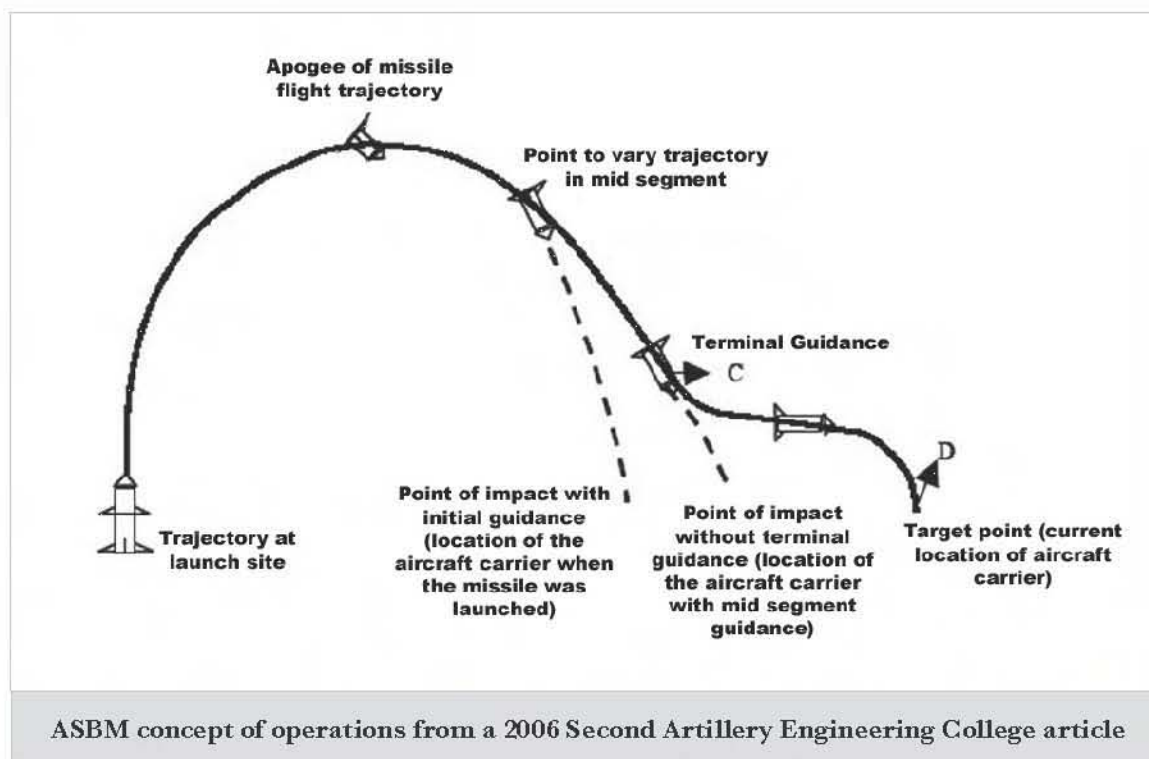 Apogee of missile
flight trajectory
Point to vary trajectory
in mid segment
Terminal Guidance
C
D
Trajectory at
launch site
Point of impact with
initial guidance
(location of the
aircraft carrier when
the missile was
launched)
Point of impact
without terminal
guidance (location of
the aircraft carrier
with mid segment
guidance)
Target point (current
location of aircraft
carrier)
ASBM concept of operations from a 2006 Second Artillery Engineering College article